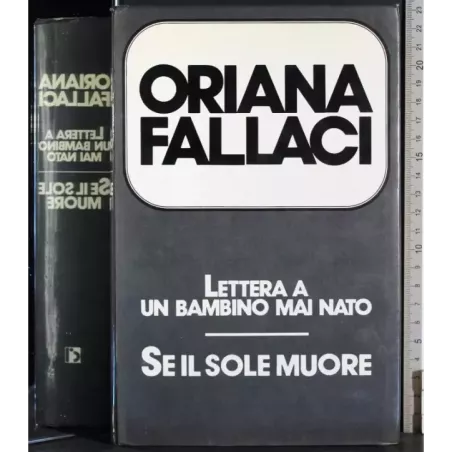 ORIANA
FALLACI
LETTERA A
UN BAMBINO MAI NATO
SE IL SOLE MUORE
ORIANA
FALLACI
LETTERA A
UN BAMBINO
MAI NATO
SE IL SOLE
MUORE